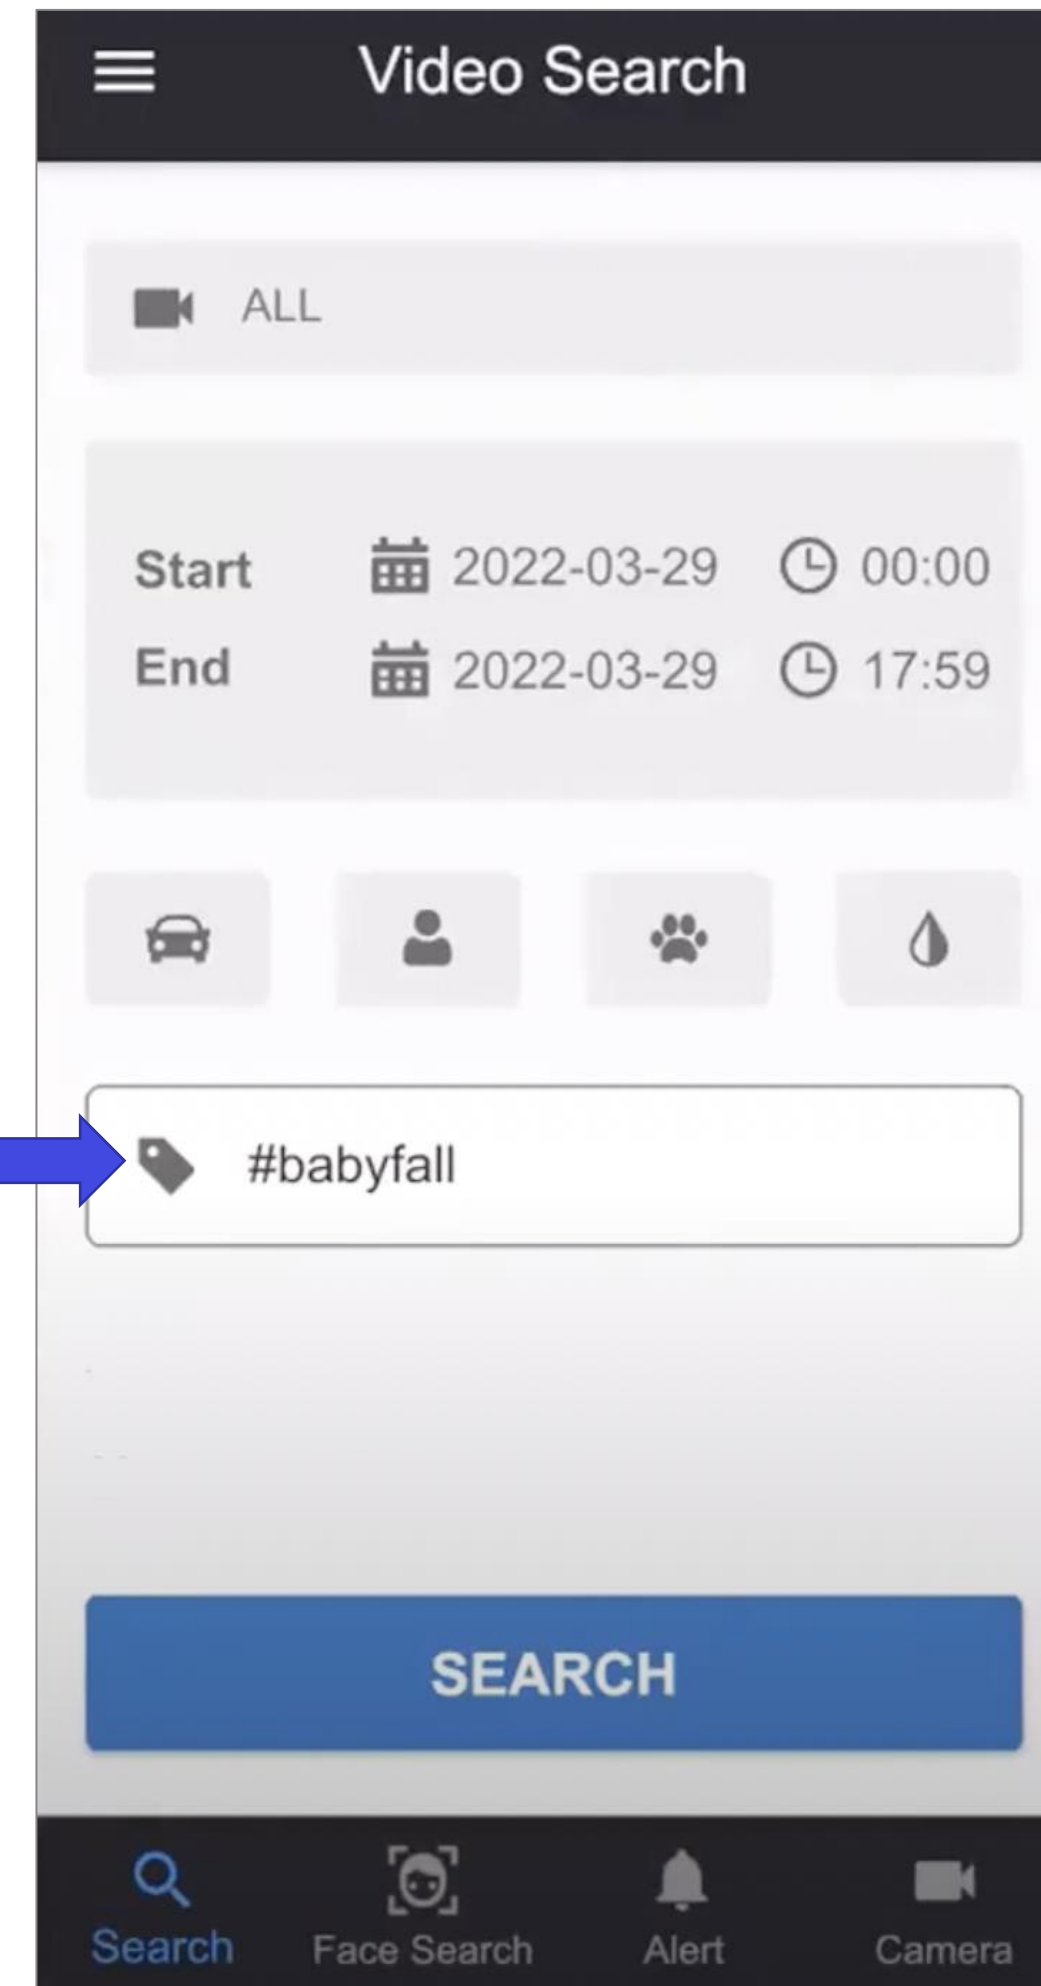 Video Search
ALL
Start 2022-03-29 00:00
End 2022-03-29 17:59
#babyfall
SEARCH
Search Face Search Alert Camera